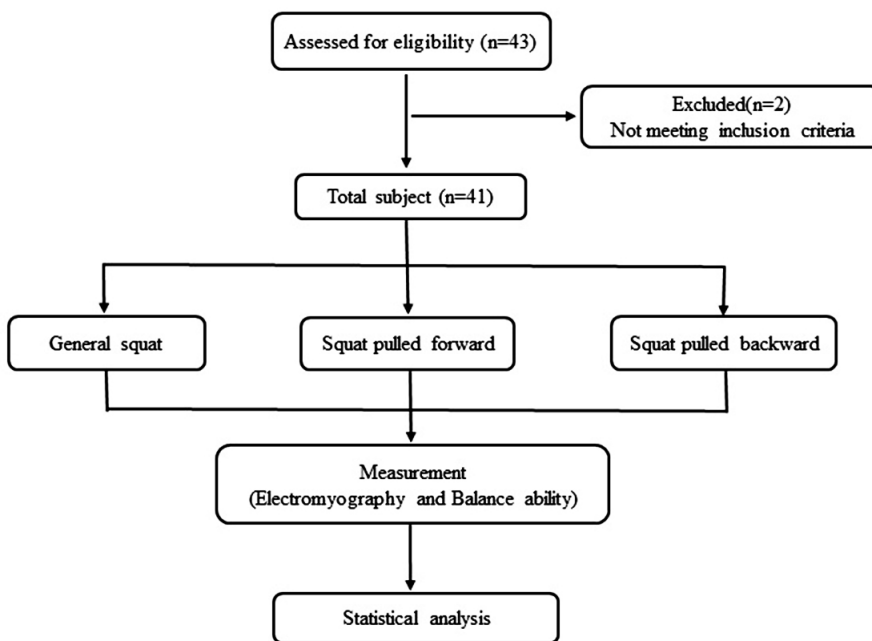 Assessed for eligibility (n=43)
Excluded(n=2)
Not meeting inclusion criteria
Total subject (n=41)
General squat
Squat pulled forward
Squat pulled backward
Measurement
(Electromyography and Balance ability)
Statistical analysis